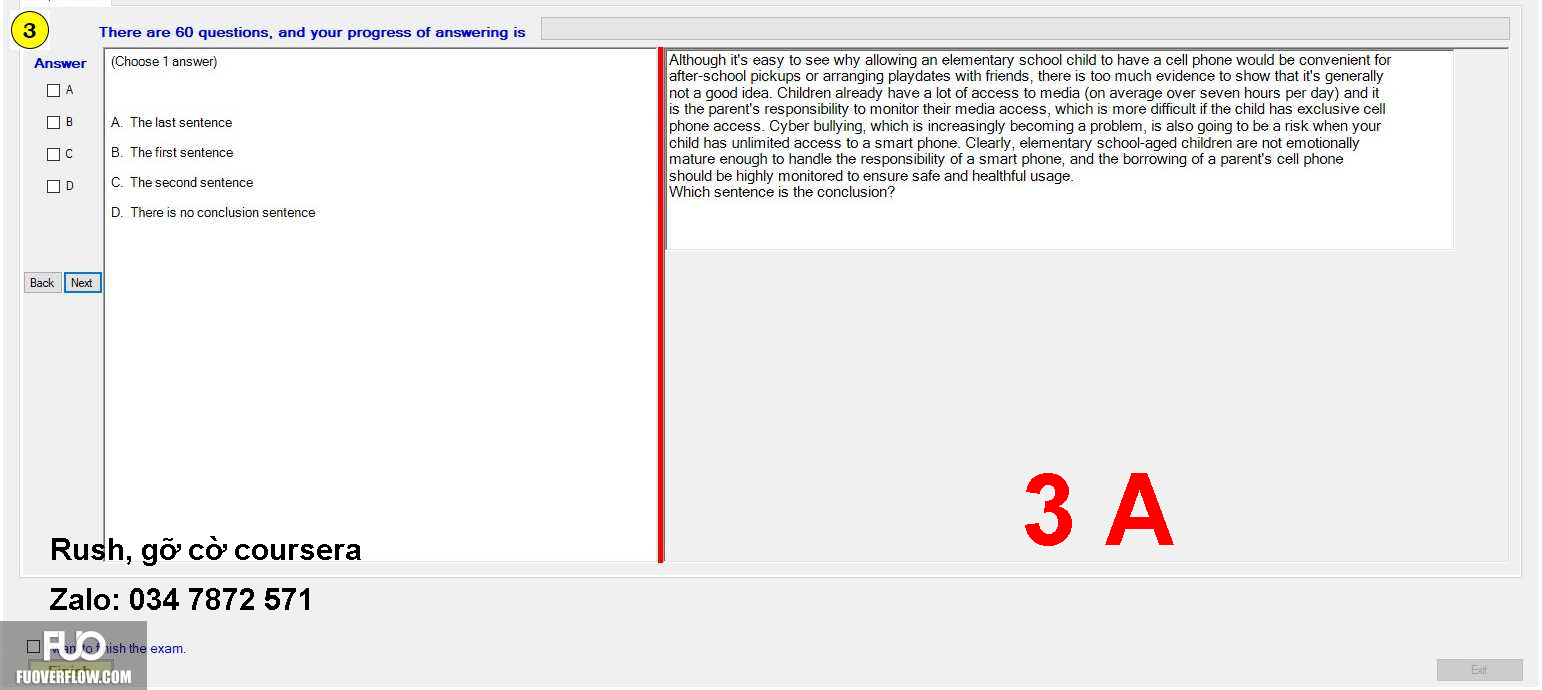 3
There are 60 questions, and your progress of answering is
Answer
A
B
C
D
Back Next
(Choose 1 answer)
A. The last sentence
B. The first sentence
C. The second sentence
D. There is no conclusion sentence
Although it's easy to see why allowing an elementary school child to have a cell phone would be convenient for
after-school pickups or arranging playdates with friends, there is too much evidence to show that it's generally
not a good idea. Children already have a lot of access to media (on average over seven hours per day) and it
is the parent's responsibility to monitor their media access, which is more difficult if the child has exclusive cell
phone access. Cyber bullying, which is increasingly becoming a problem, is also going to be a risk when your
child has unlimited access to a smart phone. Clearly, elementary school-aged children are not emotionally
mature enough to handle the responsibility of a smart phone, and the borrowing of a parent's cell phone
should be highly monitored to ensure safe and healthful usage.
Which sentence is the conclusion?
3 A
Rush, gỡ cờ coursera
Zalo: 034 7872 571
FUO
to finish the exam.
Finish
FUOVERFLOW.COM
Exit